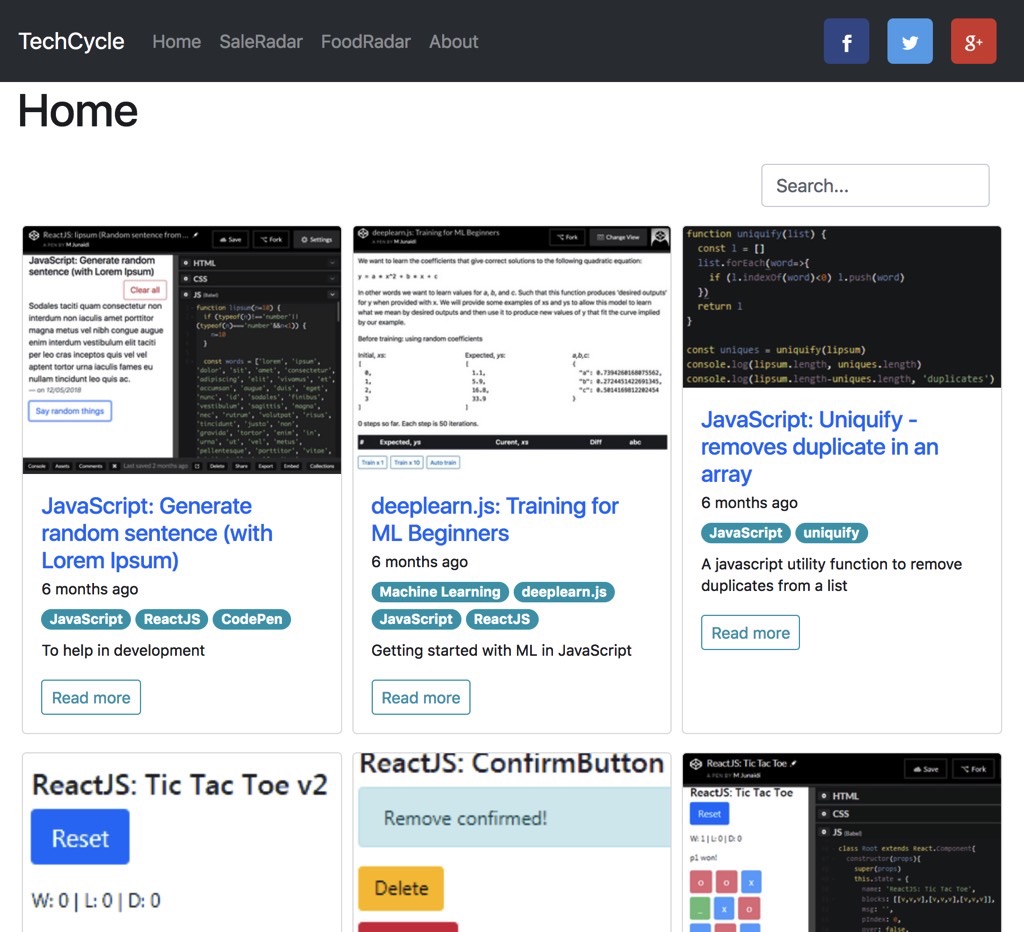 TechCycle Home SaleRadar FoodRadar About
Home
Search...
ReactJS: lipsum (Random sentence from ...
A PEN BY M Junaidi
Save Fork Settings
JavaScript: Generate random
sentence (with Lorem Ipsum)
Clear all
Sodales taciti quam consectetur non
interdum non iaculis amet porttitor
magna metus vel nibh congue augue
enim interdum vestibulum elit taciti
per leo cras inceptos quis vel vel
aptent tortor urna iaculis fames eu
nullam tincidunt leo quis ac.
— on 12/05/2018
Say random things
HTML
CSS
JS (Babel)
function lipsum(n=10) {
if (typeof(n)!=='number'||
(typeof(n)==='number'&&n<1)) {
n=10
}
const words = ['lorem', 'ipsum',
'dolor', 'sit', 'amet', 'consectetur',
'adipiscing', 'elit', 'vivamus', 'et',
'accumsan', 'augue', 'duis', 'eget',
'nunc', 'id', 'sodales', 'finibus',
'vestibulum', 'sagittis', 'magna',
'nec', 'rutrum', 'volutpat', 'risus',
'tincidunt', 'justo', 'non',
'gravida', 'tortor', 'enim', 'in',
'urna', 'ut', 'vel', 'metus',
'pellentesque', 'porttitor', 'vitae',
Console Assets Comments Last saved 2 months ago Delete Share Export Embed Collections
JavaScript: Generate
random sentence (with
Lorem Ipsum)
6 months ago
JavaScript ReactJS CodePen
To help in development
Read more
deeplearn.js: Training for ML Beginners
A PEN BY M Junaidi
Fork Change View
We want to learn the coefficients that give correct solutions to the following quadratic equation:
y = a * x^2 + b * x + c
In other words we want to learn values for a, b, and c. Such that this function produces 'desired outputs'
for y when provided with x. We will provide some examples of xs and ys to allow this model to learn
what we mean by desired outputs and then use it to produce new values of y that fit the curve implied
by our example.
Before training: using random coefficients
Initial, xs: Expected, ys: a,b,c:
[ [ {
0, 1.1, "a": 0.7394260168075562,
1, 5.9, "b": 0.2724451422691345,
2, 16.8, "c": 0.5014169812202454
3 33.9 }
] ]
0 steps so far. Each step is 50 iterations.
# Expected, ys Curent, xs Diff abc
Train x 1 Train x 10 Auto train
deeplearn.js: Training for
ML Beginners
6 months ago
Machine Learning deeplearn.js
JavaScript ReactJS
Getting started with ML in JavaScript
Read more
function uniquify(list) {
const l = []
list.forEach(word=>{
if (l.indexOf(word)<0) l.push(word)
})
return l
}
const uniques = uniquify(lipsum)
console.log(lipsum.length, uniques.length)
console.log(lipsum.length-uniques.length, 'duplicates')
JavaScript: Uniquify -
removes duplicate in an
array
6 months ago
JavaScript uniquify
A javascript utility function to remove
duplicates from a list
Read more
ReactJS: Tic Tac Toe v2
Reset
W: 0 | L: 0 | D: 0
ReactJS: ConfirmButton
Remove confirmed!
Delete
ReactJS: Tic Tac Toe
A PEN BY M Junaidi
Save Fork
ReactJS: Tic Tac Toe
Reset
W: 1 | L: 0 | D: 0
p1 won!
o o x
_ x o
HTML
CSS
JS (Babel)
class Root extends React.Component{
constructor(props){
super(props)
this.state = {
name: 'ReactJS: Tic Tac Toe',
blocks: [[v,v,v],[v,v,v],[v,v,v]],
msg: '',
pIndex: 0,
over: false,